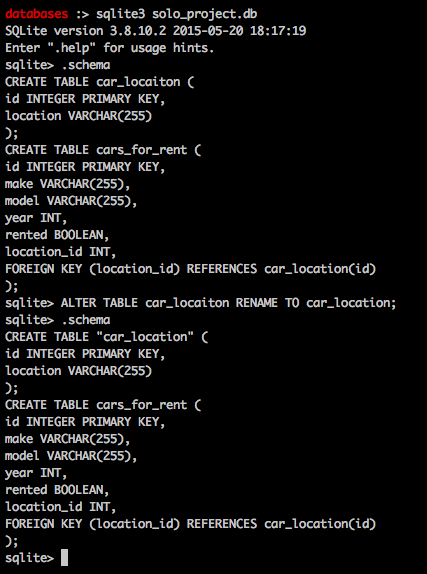 databases :> sqlite3 solo_project.db
SQLite version 3.8.10.2 2015-05-20 18:17:19
Enter ".help" for usage hints.
sqlite> .schema
CREATE TABLE car_locaiton (
id INTEGER PRIMARY KEY,
location VARCHAR(255)
);
CREATE TABLE cars_for_rent (
id INTEGER PRIMARY KEY,
make VARCHAR(255),
model VARCHAR(255),
year INT,
rented BOOLEAN,
location_id INT,
FOREIGN KEY (location_id) REFERENCES car_location(id)
);
sqlite> ALTER TABLE car_locaiton RENAME TO car_location;
sqlite> .schema
CREATE TABLE "car_location" (
id INTEGER PRIMARY KEY,
location VARCHAR(255)
);
CREATE TABLE cars_for_rent (
id INTEGER PRIMARY KEY,
make VARCHAR(255),
model VARCHAR(255),
year INT,
rented BOOLEAN,
location_id INT,
FOREIGN KEY (location_id) REFERENCES car_location(id)
);
sqlite>